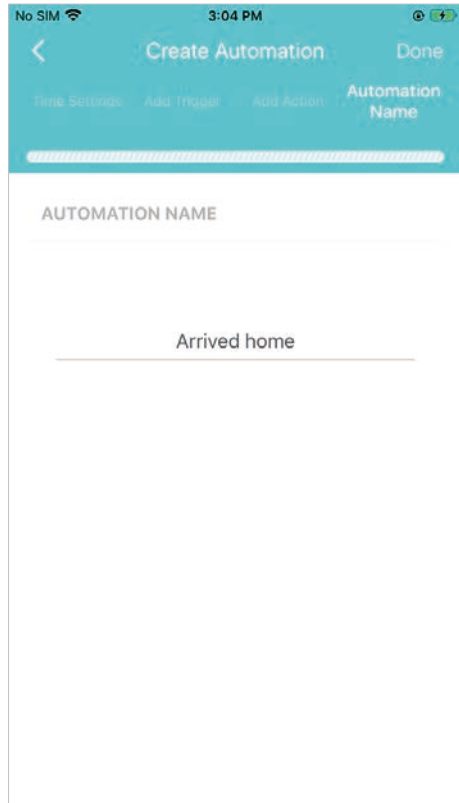 No SIM 3:04 PM
Create Automation Done
Time Settings Add Trigger Add Action Automation Name
AUTOMATION NAME
Arrived home